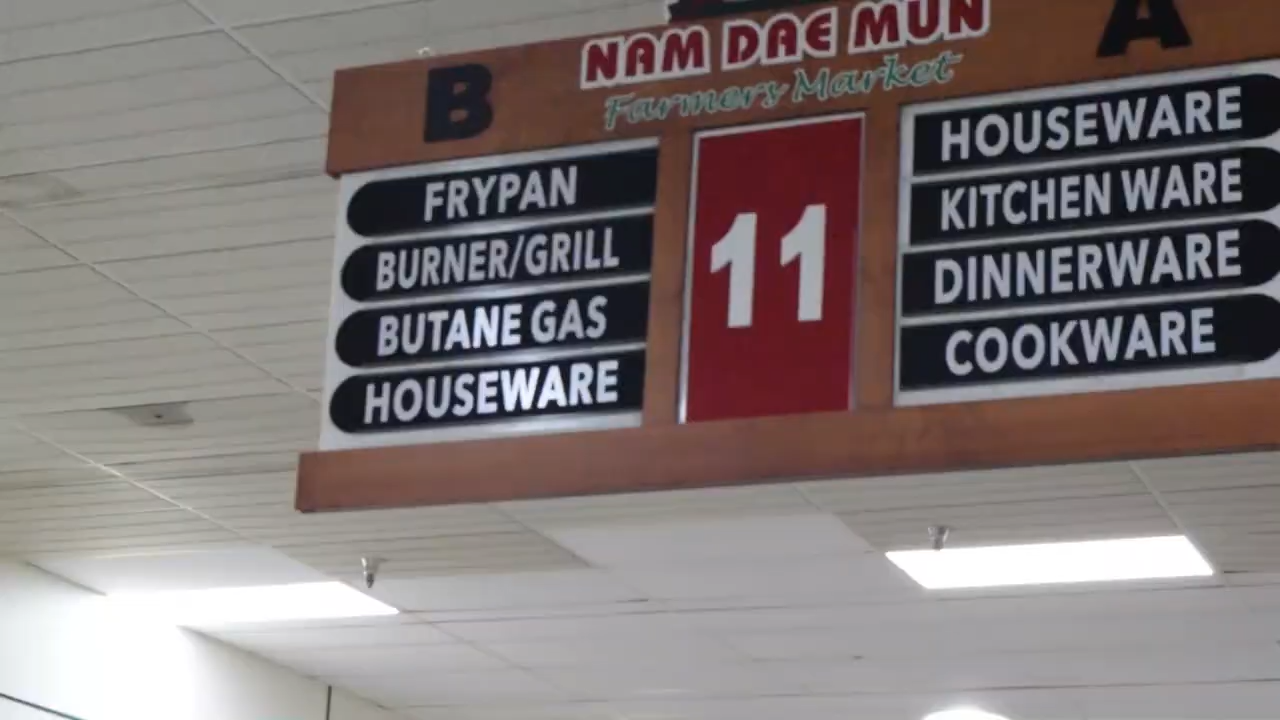 NAM DAE MUN
Farmers Market
B
FRYPAN
BURNER/GRILL
BUTANE GAS
HOUSEWARE
11
A
HOUSEWARE
KITCHEN WARE
DINNERWARE
COOKWARE